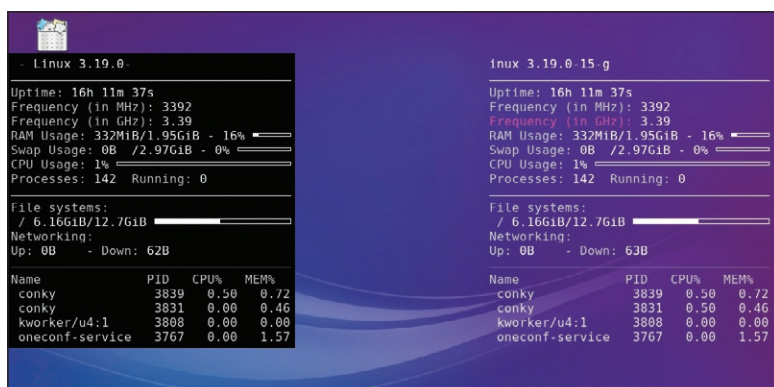 - Linux 3.19.0-
Uptime: 16h 11m 37s
Frequency (in MHz): 3392
Frequency (in GHz): 3.39
RAM Usage: 332MiB/1.95GiB - 16%
Swap Usage: 0B /2.97GiB - 0%
CPU Usage: 1%
Processes: 142 Running: 0
File systems:
/ 6.16GiB/12.7GiB
Networking:
Up: 0B - Down: 62B
Name PID CPU% MEM%
conky 3839 0.50 0.72
conky 3831 0.00 0.46
kworker/u4:1 3808 0.00 0.00
oneconf-service 3767 0.00 1.57
inux 3.19.0-15-g
Uptime: 16h 11m 37s
Frequency (in MHz): 3392
Frequency (in GHz): 3.39
RAM Usage: 332MiB/1.95GiB - 16%
Swap Usage: 0B /2.97GiB - 0%
CPU Usage: 1%
Processes: 142 Running: 0
File systems:
/ 6.16GiB/12.7GiB
Networking:
Up: 0B - Down: 63B
Name PID CPU% MEM%
conky 3839 0.50 0.72
conky 3831 0.50 0.46
kworker/u4:1 3808 0.00 0.00
oneconf-service 3767 0.00 1.57